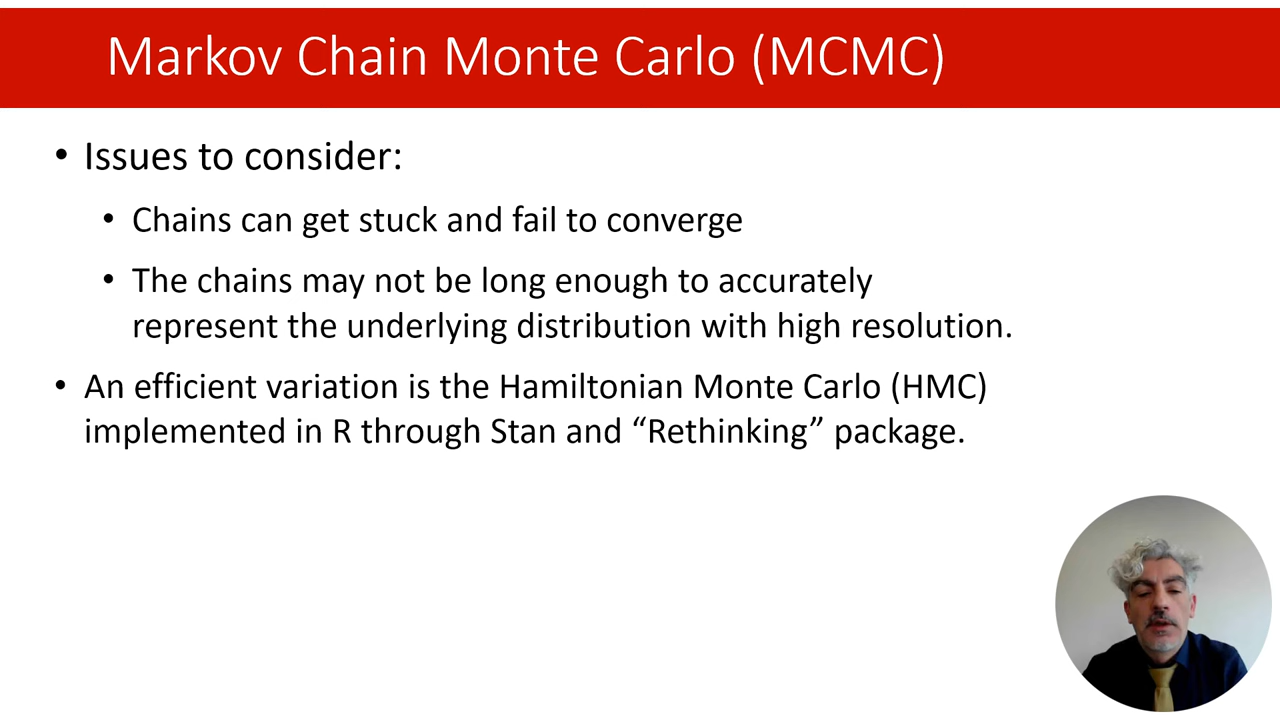 Markov Chain Monte Carlo (MCMC)
• Issues to consider:
• Chains can get stuck and fail to converge
• The chains may not be long enough to accurately
represent the underlying distribution with high resolution.
• An efficient variation is the Hamiltonian Monte Carlo (HMC)
implemented in R through Stan and “Rethinking” package.